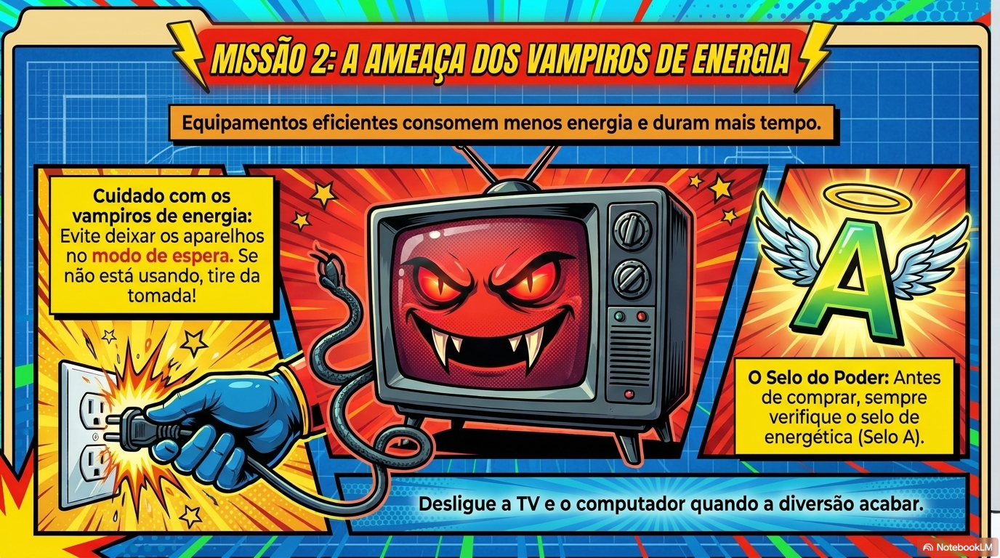 MISSÃO 2: A AMEAÇA DOS VAMPIROS DE ENERGIA
Equipamentos eficientes consomem menos energia e duram mais tempo.
Cuidado com os
vampiros de energia:
Evite deixar os aparelhos
no modo de espera. Se
não está usando, tire da
tomada!
A
O Selo do Poder: Antes
de comprar, sempre
verifique o selo de
energética (Selo A).
Desligue a TV e o computador quando a diversão acabar.
NotebookLM